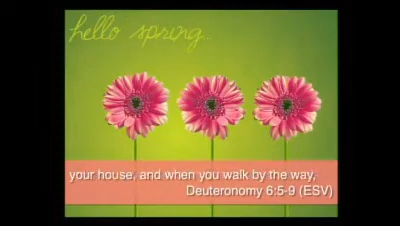 hello spring...
your house, and when you walk by the way,
Deuteronomy 6:5-9 (ESV)